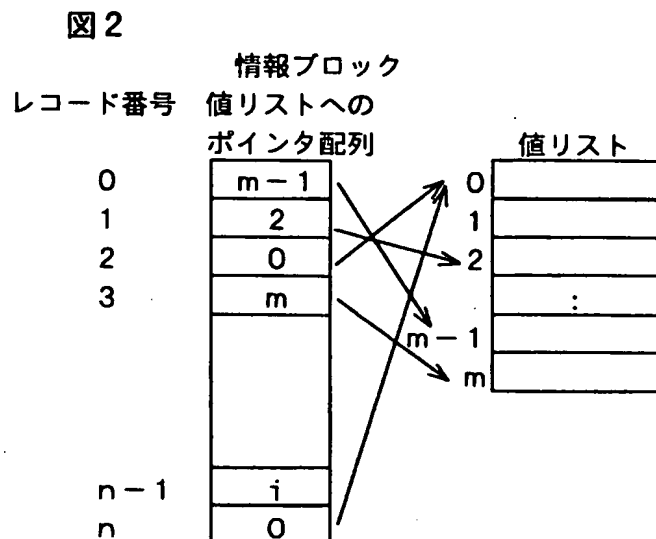 図2
情報ブロック
レコード番号 値リストへの
ポインタ配列 値リスト
0 m-1 0
1 2 1
2 0 2
3 m :
m-1
m
n-1 i
n 0